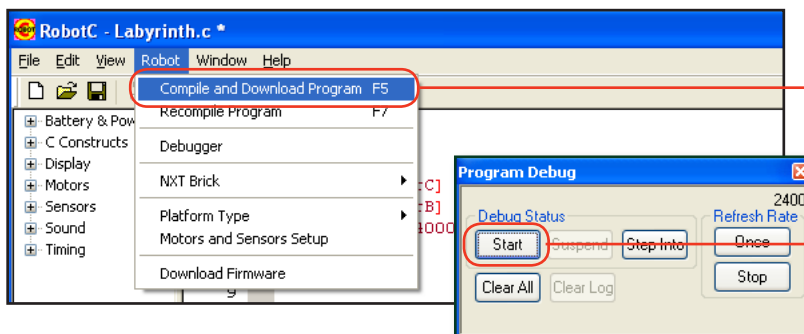 RobotC - Labyrinth.c *
File Edit View Robot Window Help
Compile and Download Program F5
Recompile Program F7
Debugger
NXT Brick
Platform Type
Motors and Sensors Setup
Download Firmware
Battery & Pow
C Constructs
Display
Motors
Sensors
Sound
Timing
C]
B]
4000
9
Program Debug
2400
Debug Status
Refresh Rate
Start Suspend Step Into Once
Stop
Clear All Clear Log